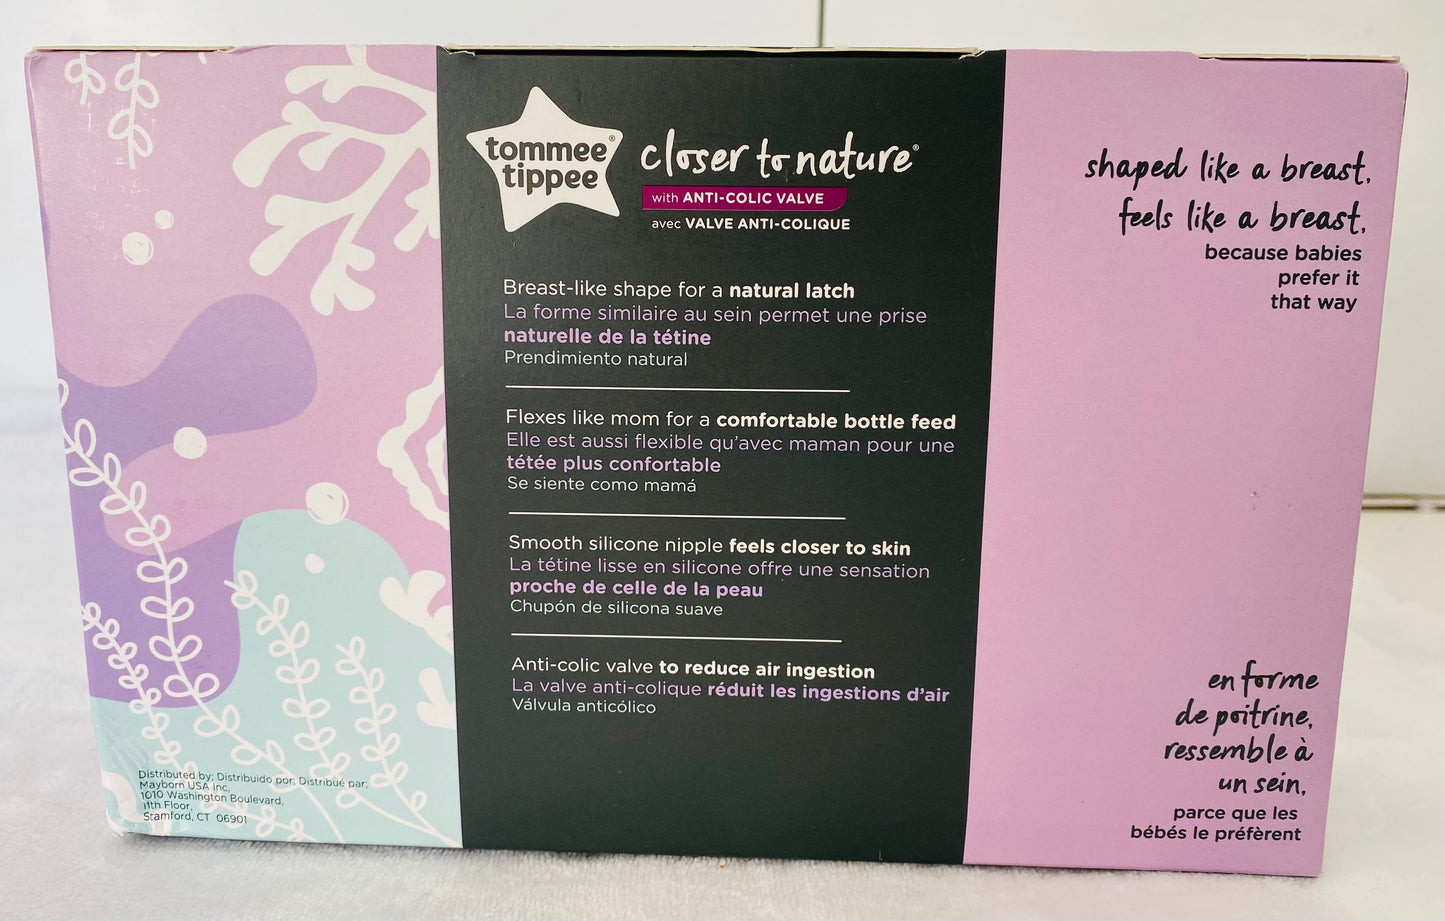 tommee®
tippee
closer to nature®
with ANTI-COLIC VALVE
avec VALVE ANTI-COLIQUE
Breast-like shape for a natural latch
La forme similaire au sein permet une prise
naturelle de la tétine
Prendimiento natural
Flexes like mom for a comfortable bottle feed
Elle est aussi flexible qu'avec maman pour une
tétée plus confortable
Se siente como mamá
Smooth silicone nipple feels closer to skin
La tétine lisse en silicone offre une sensation
proche de celle de la peau
Chupón de silicona suave
Anti-colic valve to reduce air ingestion
La valve anti-colique réduit les ingestions d'air
Válvula anticólico
Distributed by; Distribuido por; Distribué par;
Mayborn USA Inc,
1010 Washington Boulevard,
11th Floor,
Stamford, CT 06901
shaped like a breast,
feels like a breast,
because babies
prefer it
that way
en forme
de poitrine,
ressemble à
un sein,
parce que les
bébés le préfèrent